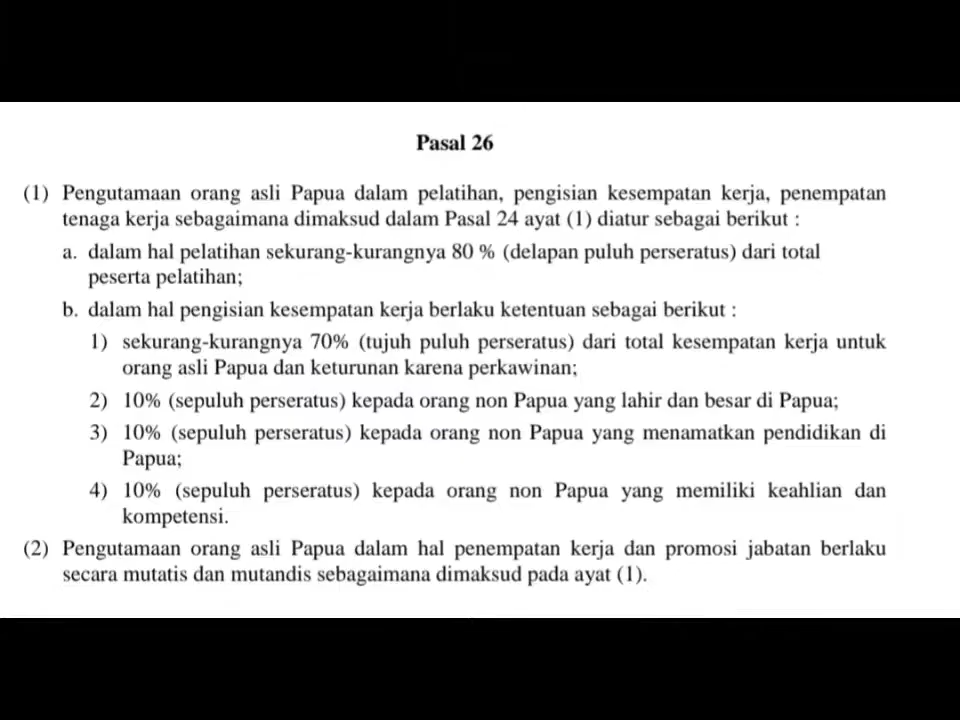 Pasal 26
(1) Pengutamaan orang asli Papua dalam pelatihan, pengisian kesempatan kerja, penempatan
tenaga kerja sebagaimana dimaksud dalam Pasal 24 ayat (1) diatur sebagai berikut :
a. dalam hal pelatihan sekurang-kurangnya 80 % (delapan puluh perseratus) dari total
peserta pelatihan;
b. dalam hal pengisian kesempatan kerja berlaku ketentuan sebagai berikut :
1) sekurang-kurangnya 70% (tujuh puluh perseratus) dari total kesempatan kerja untuk
orang asli Papua dan keturunan karena perkawinan;
2) 10% (sepuluh perseratus) kepada orang non Papua yang lahir dan besar di Papua;
3) 10% (sepuluh perseratus) kepada orang non Papua yang menamatkan pendidikan di
Papua;
4) 10% (sepuluh perseratus) kepada orang non Papua yang memiliki keahlian dan
kompetensi.
(2) Pengutamaan orang asli Papua dalam hal penempatan kerja dan promosi jabatan berlaku
secara mutatis dan mutandis sebagaimana dimaksud pada ayat (1).